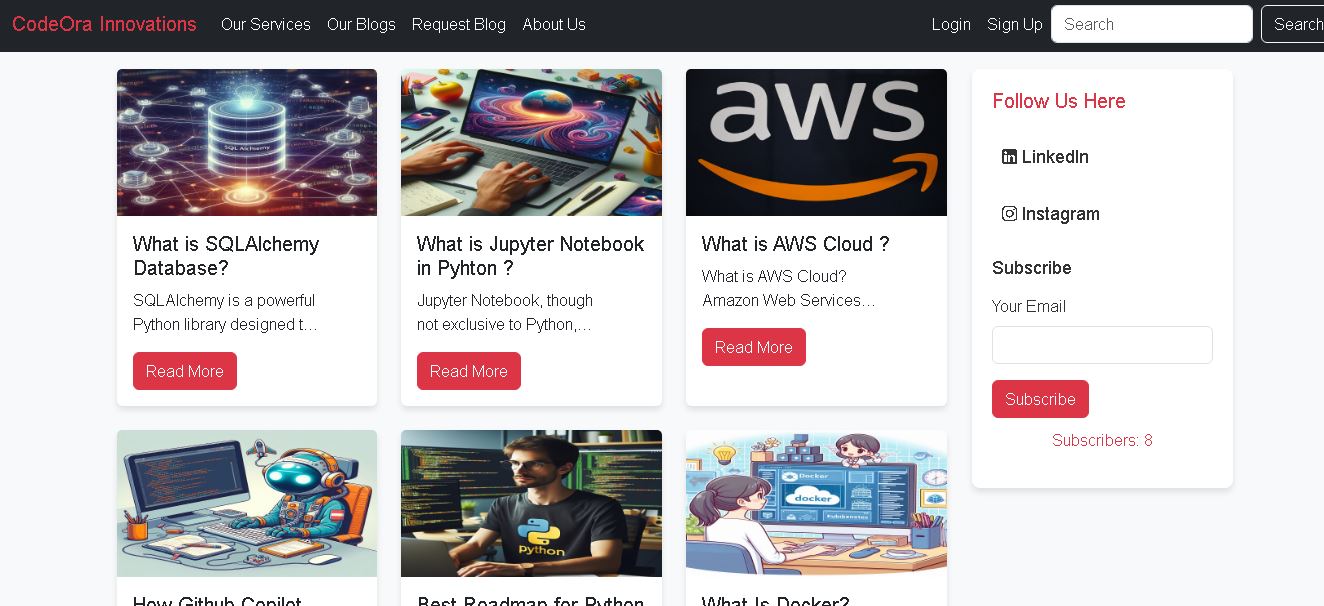 CodeOra Innovations Our Services Our Blogs Request Blog About Us Login Sign Up Search Search
SQL Alchemy
aws
What is SQLAlchemy
Database?
SQLAlchemy is a powerful
Python library designed t...
Read More
What is Jupyter Notebook
in Pyhton ?
Jupyter Notebook, though
not exclusive to Python,...
Read More
What is AWS Cloud ?
What is AWS Cloud?
Amazon Web Services...
Read More
Follow Us Here
LinkedIn
Instagram
Subscribe
Your Email
Subscribe
Subscribers: 8
python
Docker
docker
Kubernetes
How Github Copilot
Best Roadmap for Python
What Is Docker?